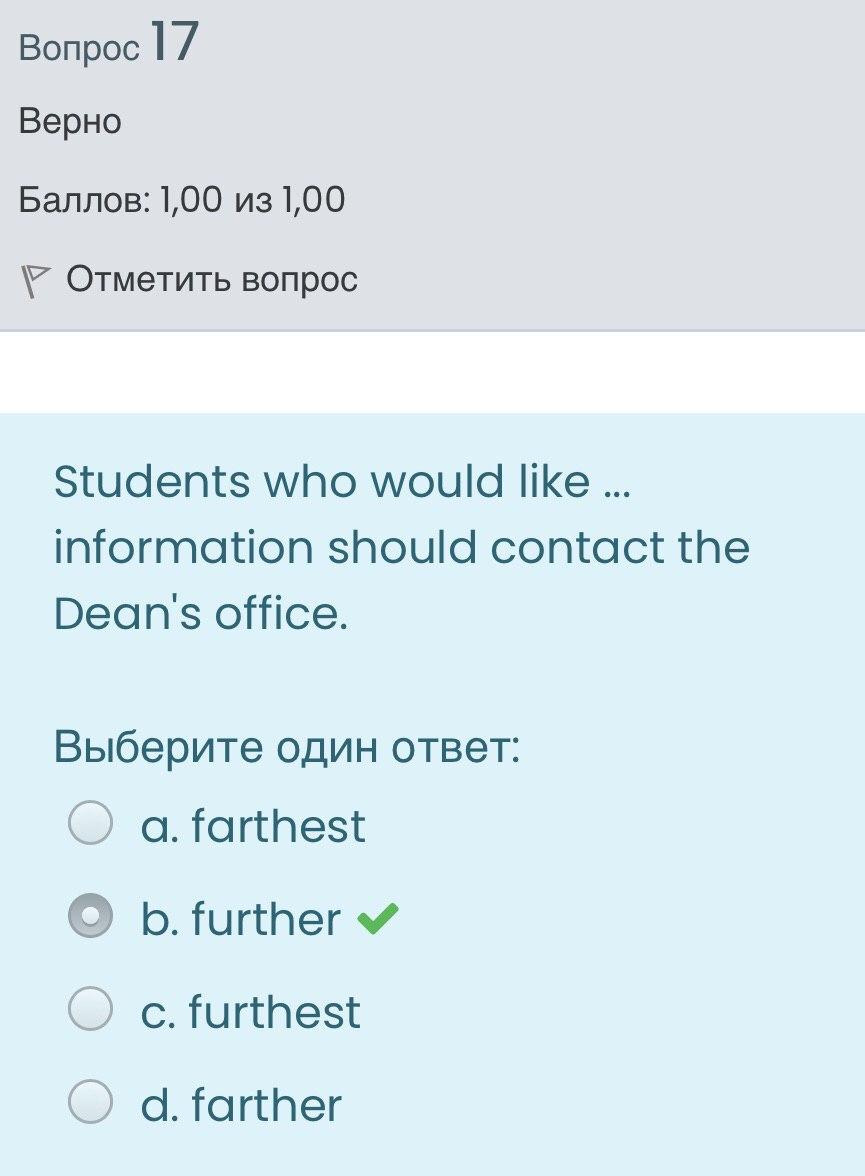 Вопрос 17
Верно
Баллов: 1,00 из 1,00
Отметить вопрос
Students who would like ...
information should contact the
Dean's office.
Выберите один ответ:
a. farthest
b. further
c. furthest
d. farther